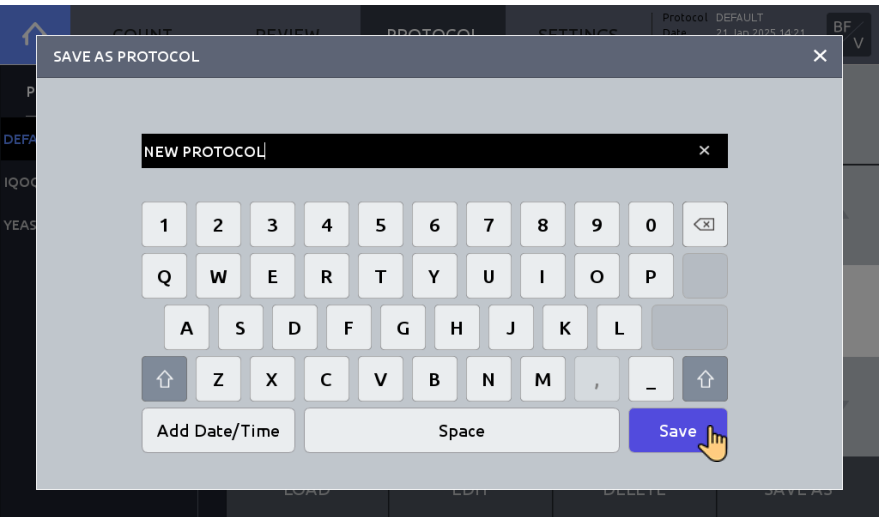 COUNT REVIEW PROTOCOL SETTINGS Protocol DEFAULT BF/V
Date 21 Jan 2025 14:21
SAVE AS PROTOCOL
P
DEFA
NEW PROTOCOL
IQOQ
YEAS
1 2 3 4 5 6 7 8 9 0
Q W E R T Y U I O P
A S D F G H J K L
Z X C V B N M , _
Add Date/Time Space Save
LOAD EDIT DELETE SAVE AS